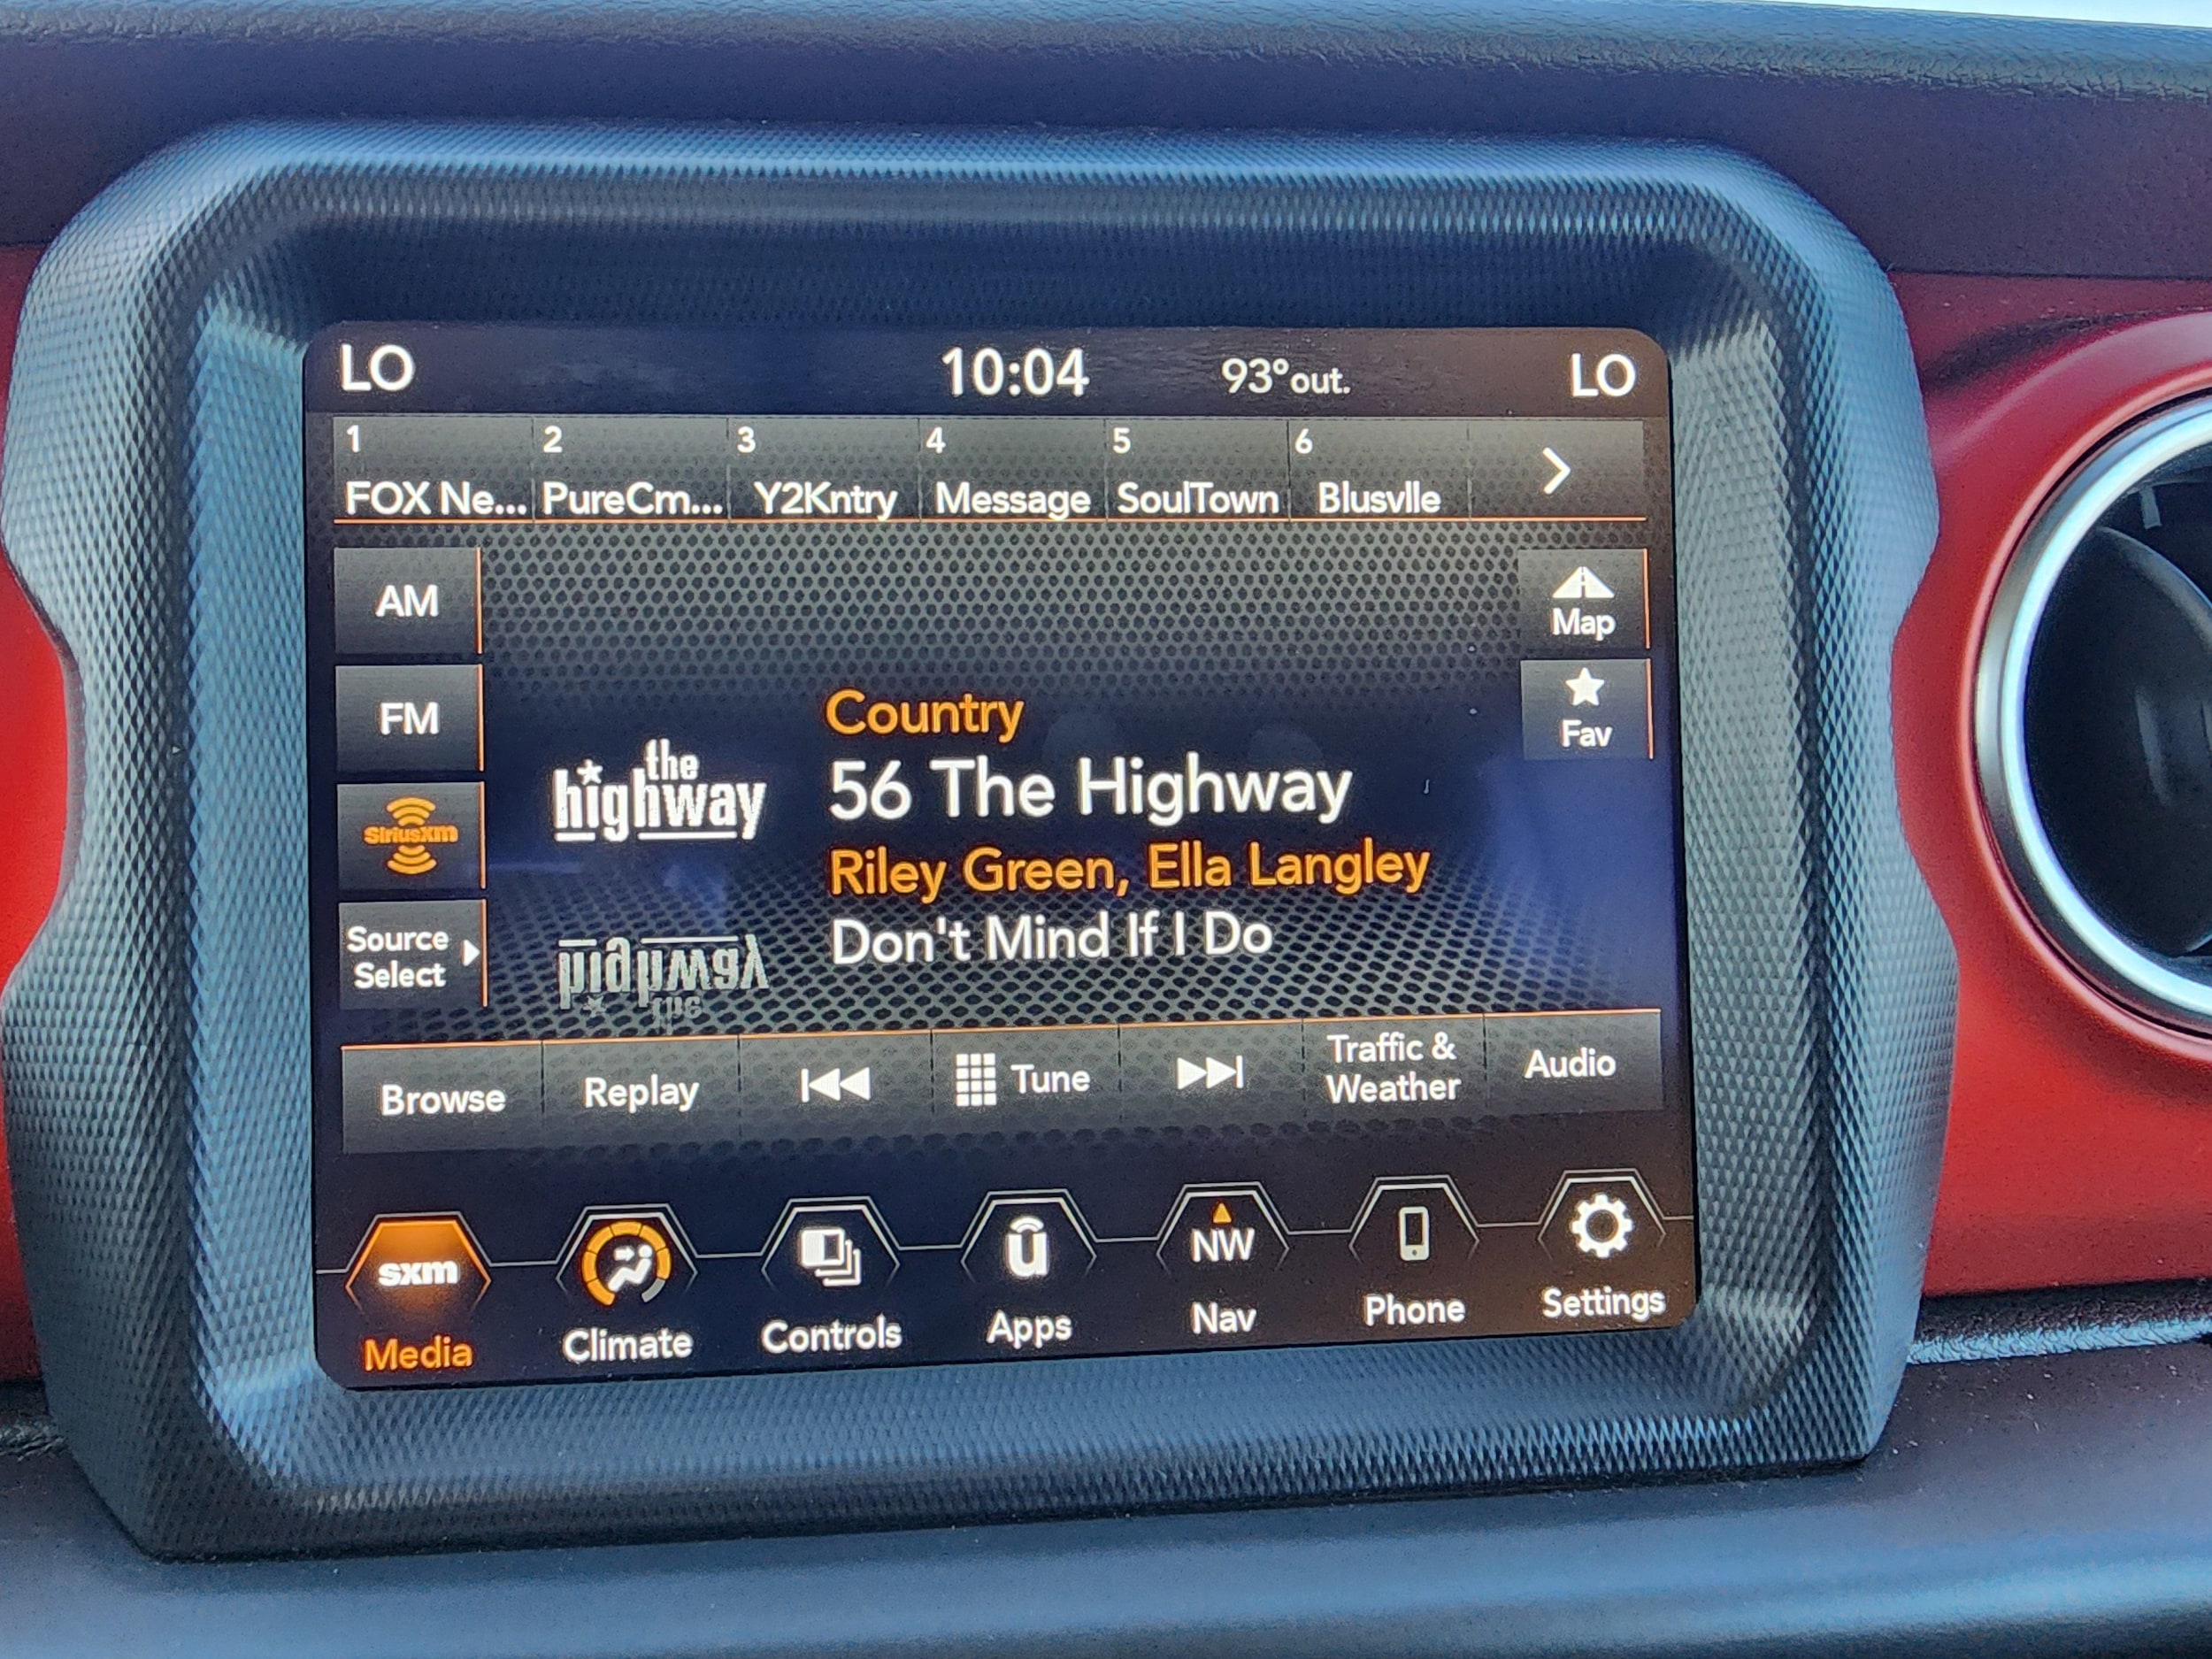 LO 10:04 93°out. LO
1 2 3 4 5 6
FOX Ne... PureCm... Y2Kntry Message SoulTown Blusvlle
AM
Map
FM
Fav
SiriusXM
Source
Select
the
highway
Country
56 The Highway
Riley Green, Ella Langley
Don't Mind If I Do
Browse Replay Tune Traffic & Weather Audio
sxm
NW
Media Climate Controls Apps Nav Phone Settings